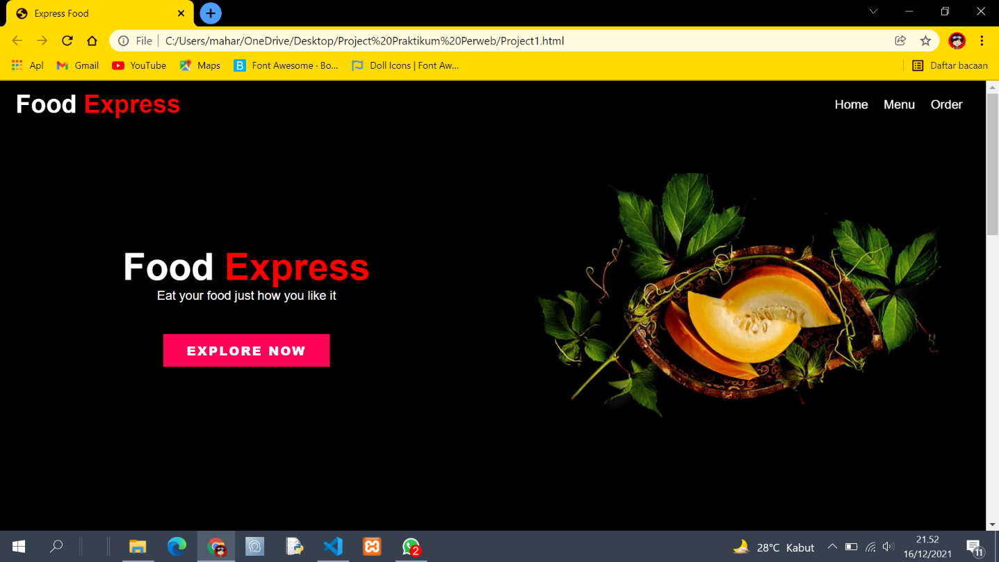 Express Food
File
C:/Users/mahar/OneDrive/Desktop/Project%20Praktikum%20Perweb/Project1.html
Apl
Gmail
YouTube
Maps
B
Font Awesome · Bo...
Doll Icons | Font Aw...
Daftar bacaan
Food Express
Home
Menu
Order
Food Express
Eat your food just how you like it
EXPLORE NOW
2
28°C Kabut
21.52
16/12/2021
11